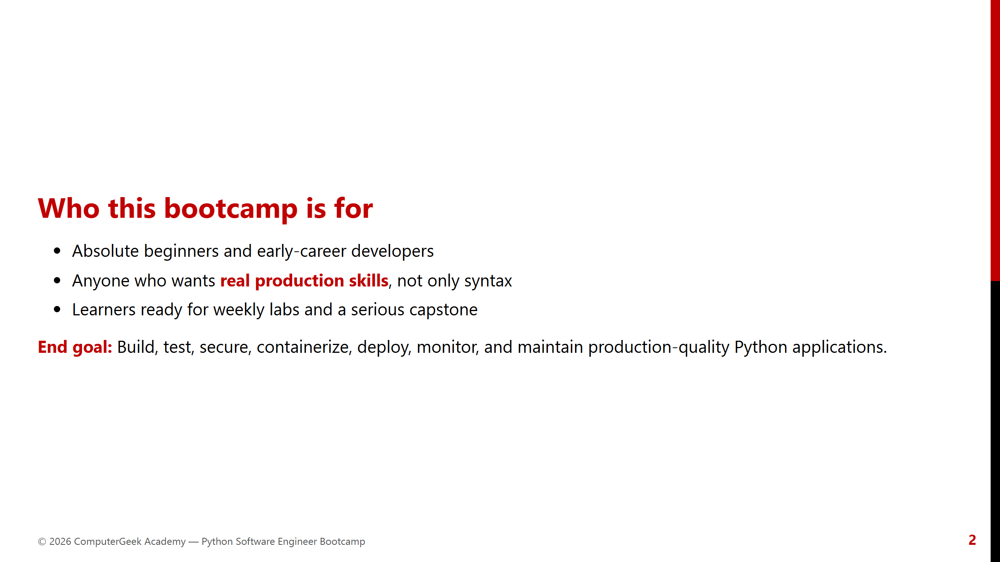 Who this bootcamp is for
• Absolute beginners and early-career developers
• Anyone who wants real production skills, not only syntax
• Learners ready for weekly labs and a serious capstone
End goal: Build, test, secure, containerize, deploy, monitor, and maintain production-quality Python applications.
© 2026 ComputerGeek Academy — Python Software Engineer Bootcamp
2